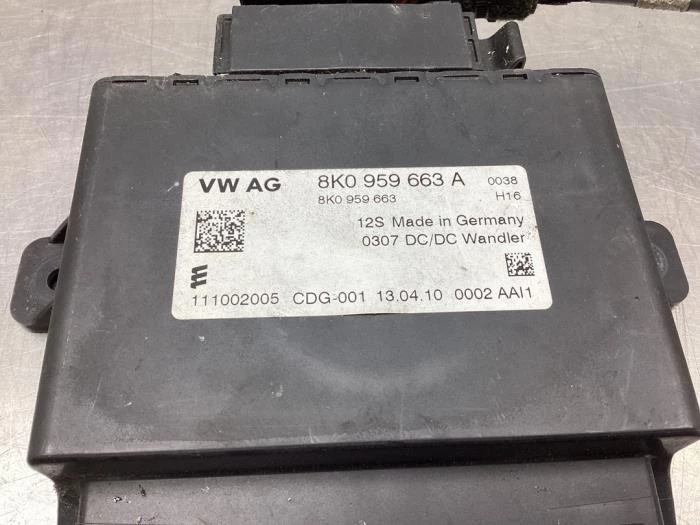 VW AG 8K0 959 663 A 0038
8K0 959 663 H16
12S Made in Germany
0307 DC/DC Wandler
111002005 CDG-001 13.04.10 0002 AAI1